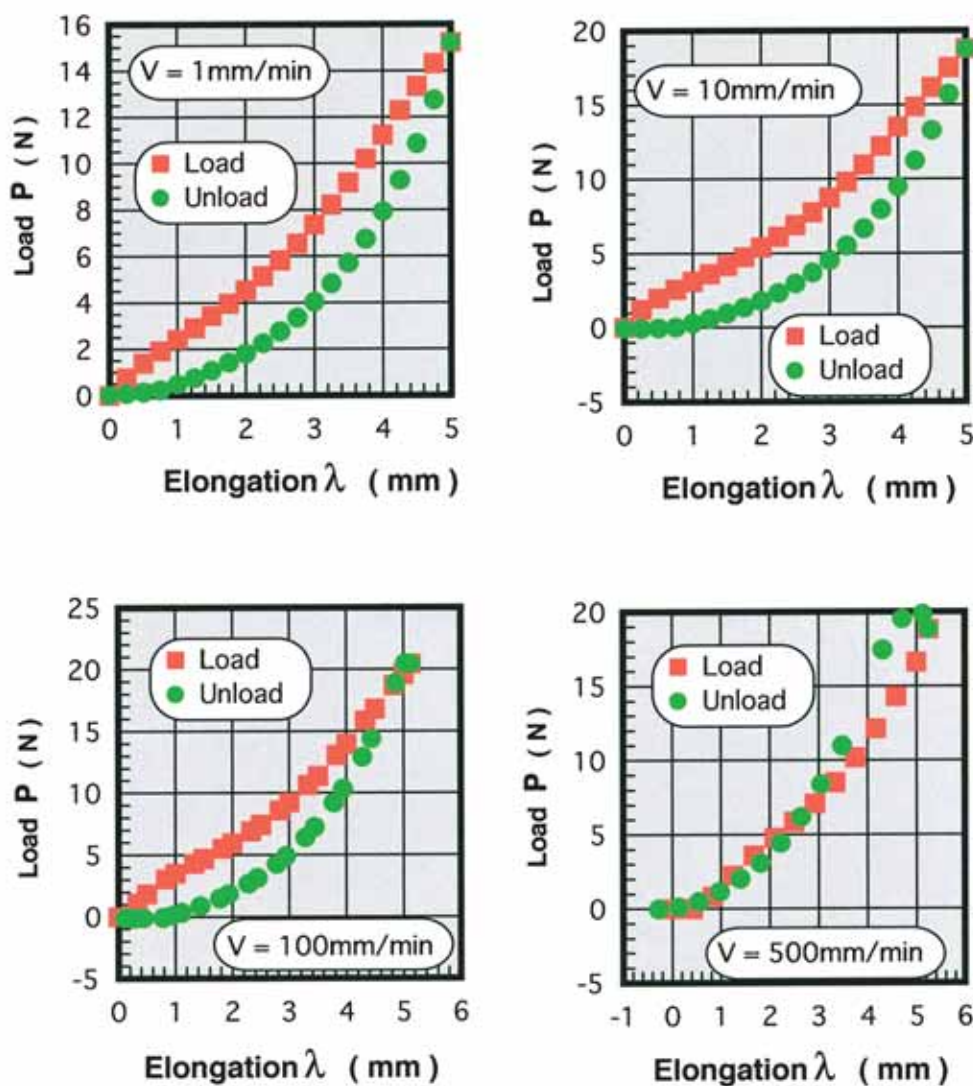 16
14
12
10
8
6
4
2
0
Load P (N)
V = 1mm/min
Load
Unload
0 1 2 3 4 5
Elongation λ (mm)
20
15
10
5
0
-5
Load P (N)
V = 10mm/min
Load
Unload
0 1 2 3 4 5
Elongation λ (mm)
25
20
15
10
5
0
-5
Load P (N)
Load
Unload
V = 100mm/min
0 1 2 3 4 5 6
Elongation λ (mm)
20
15
10
5
0
-5
Load P (N)
Load
Unload
V = 500mm/min
-1 0 1 2 3 4 5 6
Elongation λ (mm)